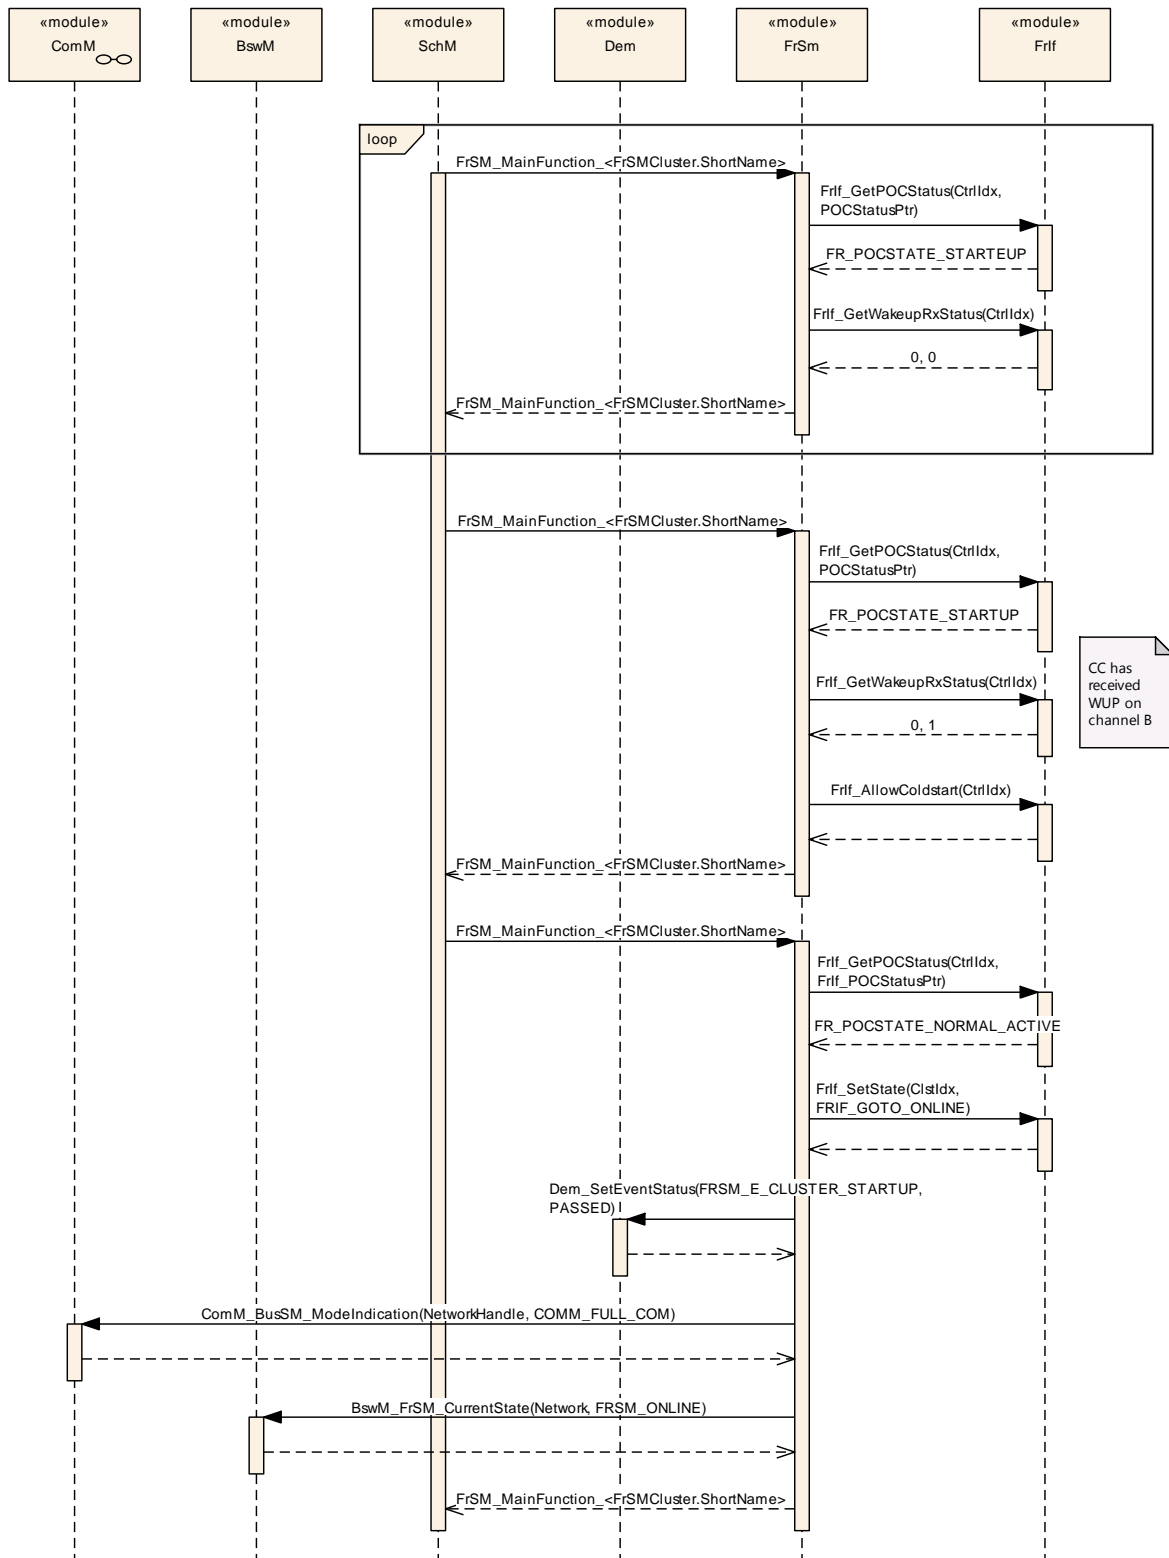 «module»
ComM
«module»
BswM
«module»
SchM
«module»
Dem
«module»
FrSm
«module»
FrIf
loop
FrSM_MainFunction_<FrSMCluster.ShortName>
FrIf_GetPOCStatus(CtrlIdx,
POCStatusPtr)
FR_POCSTATE_STARTEUP
FrIf_GetWakeupRxStatus(CtrlIdx)
0, 0
FrSM_MainFunction_<FrSMCluster.ShortName>
FrSM_MainFunction_<FrSMCluster.ShortName>
FrIf_GetPOCStatus(CtrlIdx,
POCStatusPtr)
FR_POCSTATE_STARTUP
CC has
received
WUP on
channel B
FrIf_GetWakeupRxStatus(CtrlIdx)
0, 1
FrIf_AllowColdstart(CtrlIdx)
FrSM_MainFunction_<FrSMCluster.ShortName>
FrSM_MainFunction_<FrSMCluster.ShortName>
FrIf_GetPOCStatus(CtrlIdx,
FrIf_POCStatusPtr)
FR_POCSTATE_NORMAL_ACTIVE
FrIf_SetState(ClstIdx,
FRIF_GOTO_ONLINE)
Dem_SetEventStatus(FRSM_E_CLUSTER_STARTUP,
PASSED)
ComM_BusSM_ModeIndication(NetworkHandle, COMM_FULL_COM)
BswM_FrSM_CurrentState(Network, FRSM_ONLINE)
FrSM_MainFunction_<FrSMCluster.ShortName>